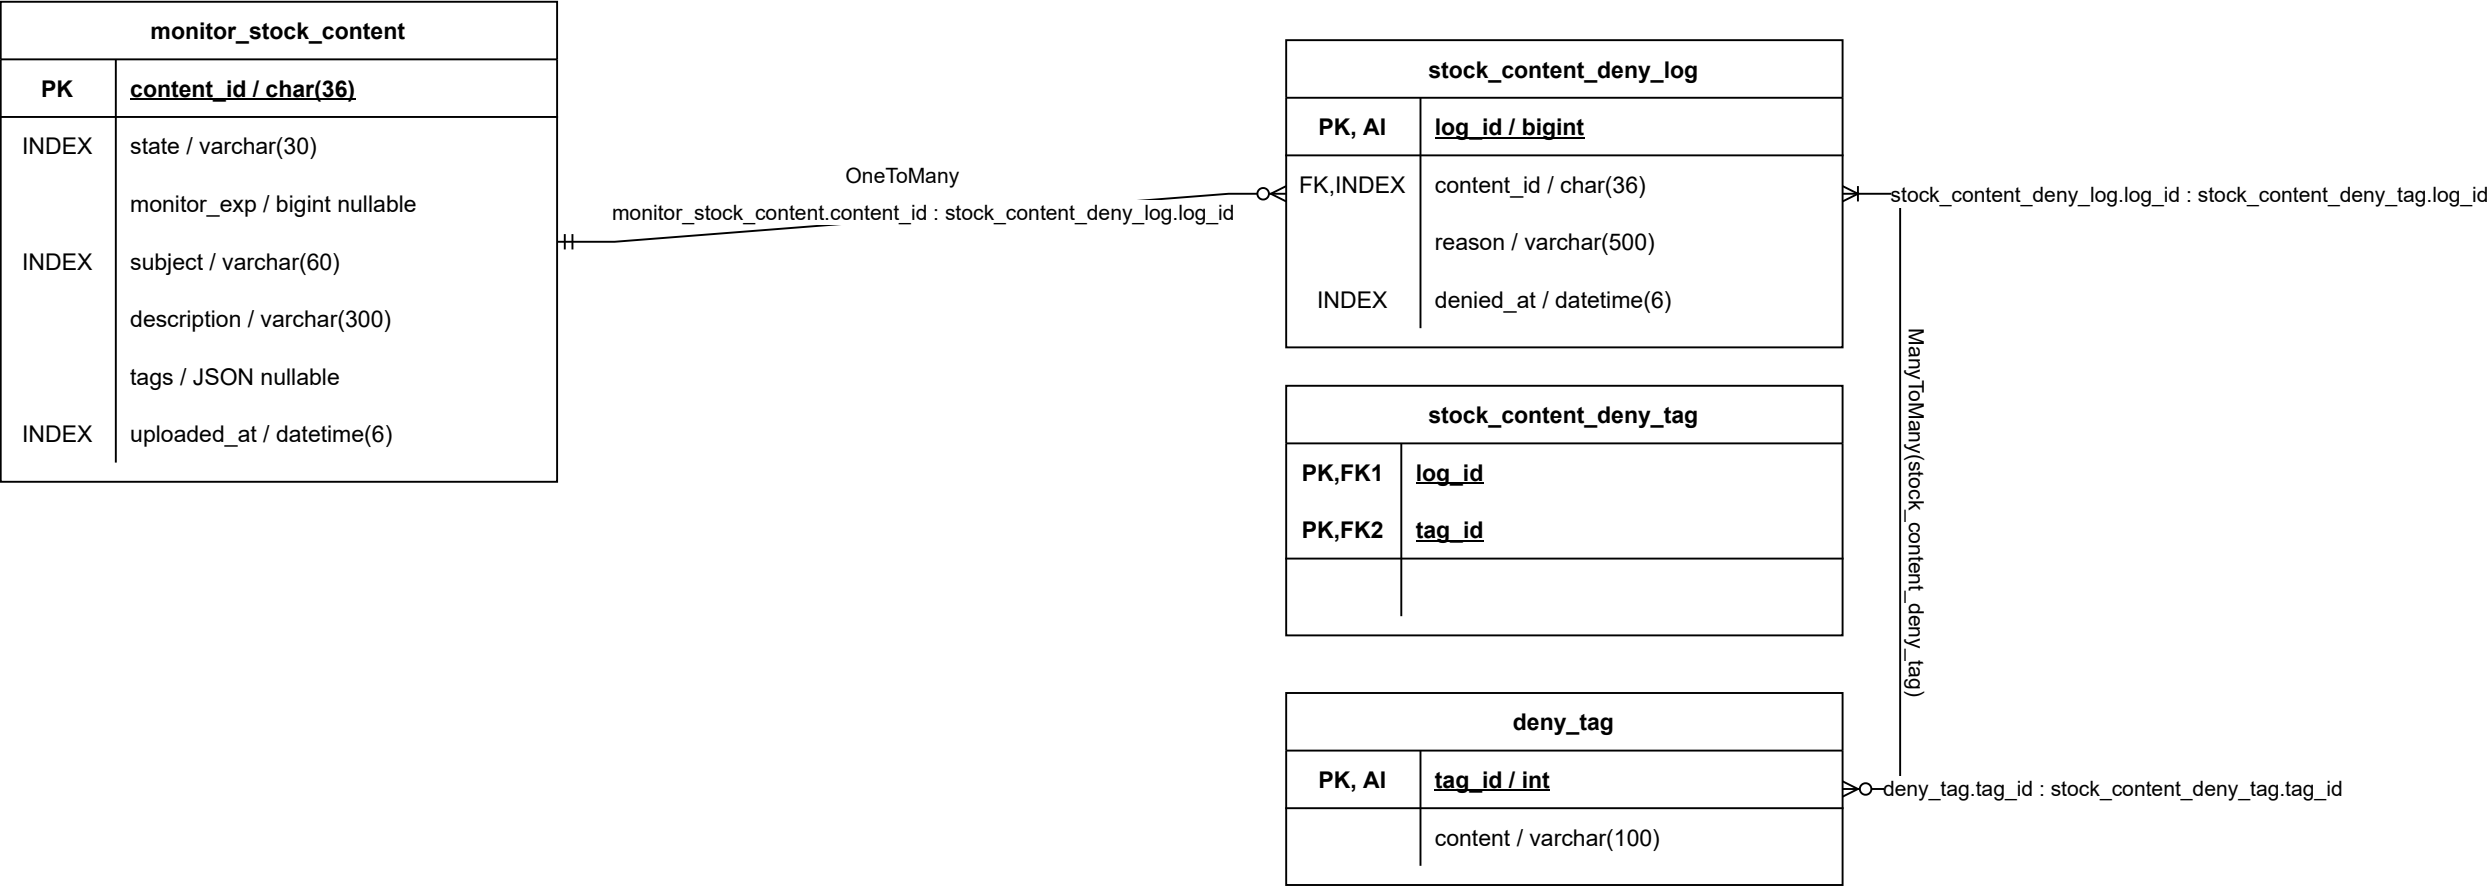 monitor_stock_content
PK content_id / char(36)
INDEX state / varchar(30)
monitor_exp / bigint nullable
INDEX subject / varchar(60)
description / varchar(300)
tags / JSON nullable
INDEX uploaded_at / datetime(6)
OneToMany
monitor_stock_content.content_id : stock_content_deny_log.log_id
stock_content_deny_log
PK, AI log_id / bigint
FK,INDEX content_id / char(36)
reason / varchar(500)
INDEX denied_at / datetime(6)
stock_content_deny_log.log_id : stock_content_deny_tag.log_id
ManyToMany(stock_content_deny_tag)
stock_content_deny_tag
PK,FK1 log_id
PK,FK2 tag_id
deny_tag
PK, AI tag_id / int
content / varchar(100)
deny_tag.tag_id : stock_content_deny_tag.tag_id